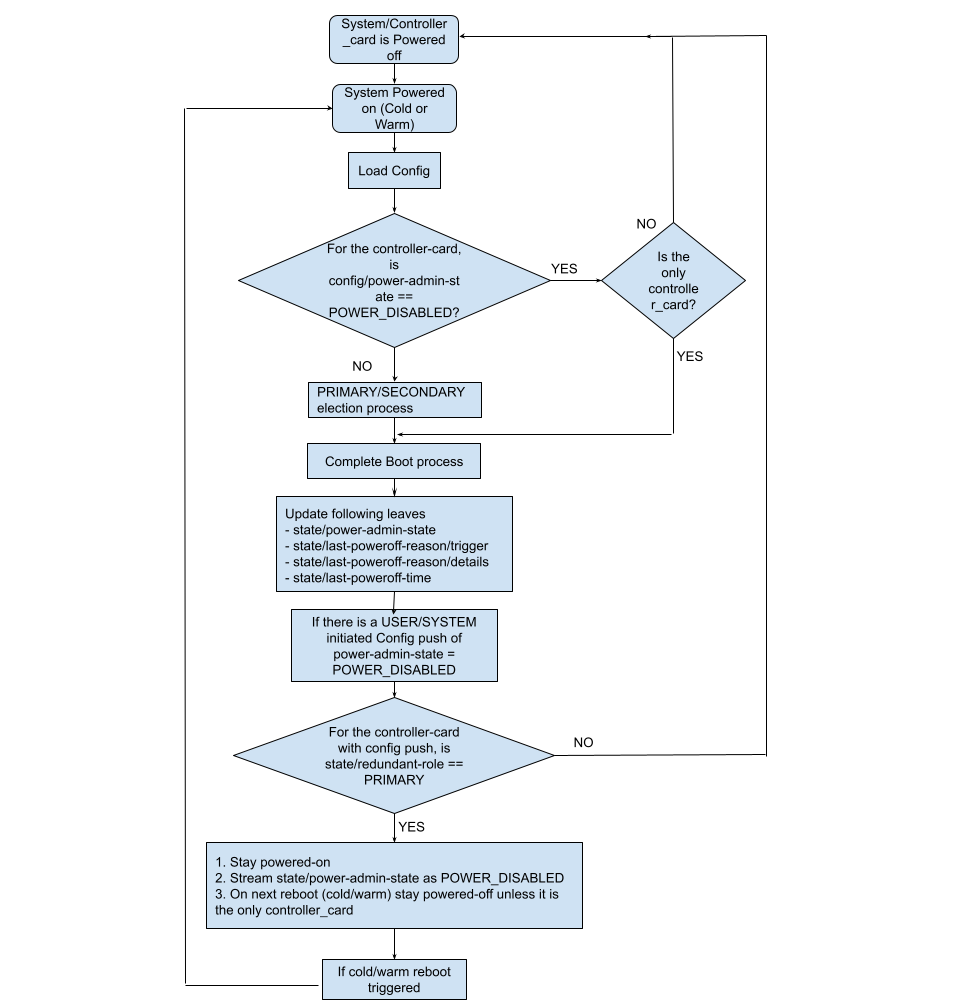 System/Controller
_card is Powered
off
System Powered
on (Cold or
Warm)
Load Config
For the controller-card,
is
config/power-admin-st
ate ==
POWER_DISABLED?
YES
NO
Is the
only
controlle
r_card?
NO
YES
PRIMARY/SECONDARY
election process
Complete Boot process
Update following leaves
- state/power-admin-state
- state/last-poweroff-reason/trigger
- state/last-poweroff-reason/details
- state/last-poweroff-time
If there is a USER/SYSTEM
initiated Config push of
power-admin-state =
POWER_DISABLED
For the controller-card
with config push, is
state/redundant-role ==
PRIMARY
NO
YES
1. Stay powered-on
2. Stream state/power-admin-state as POWER_DISABLED
3. On next reboot (cold/warm) stay powered-off unless it is
the only controller_card
If cold/warm reboot
triggered